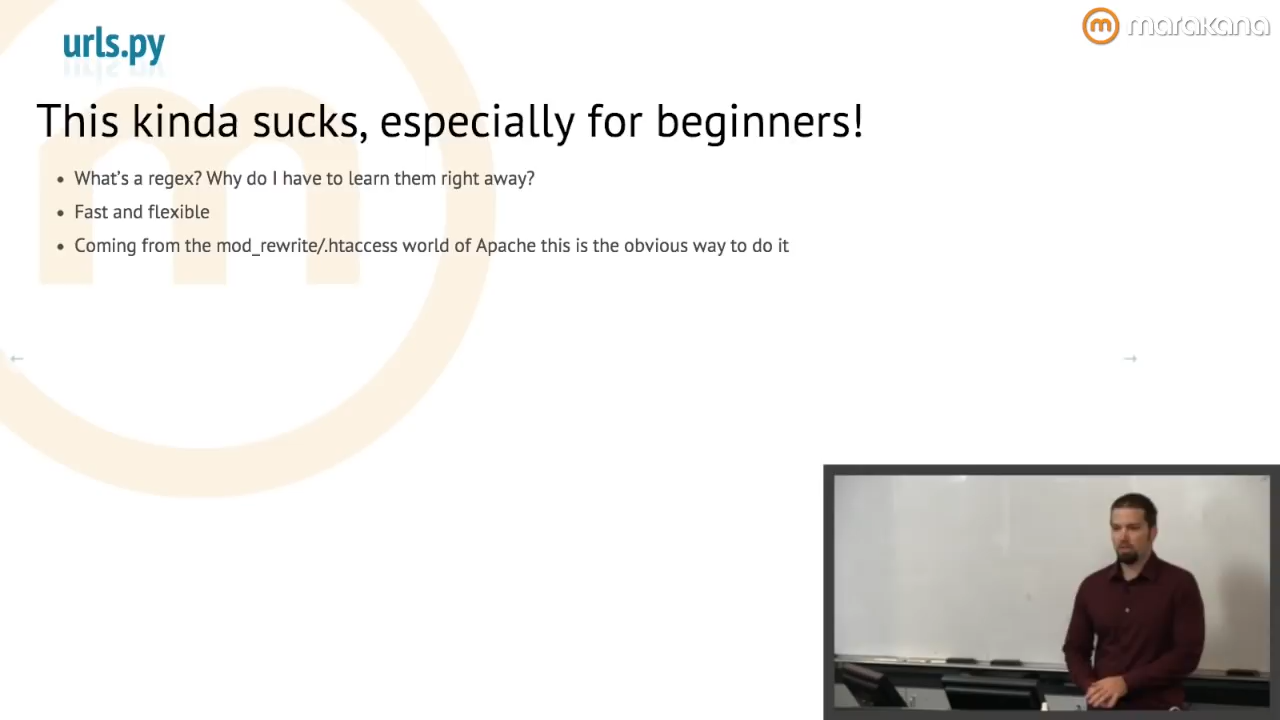 urls.py
marakana
This kinda sucks, especially for beginners!
• What's a regex? Why do I have to learn them right away?
• Fast and flexible
• Coming from the mod_rewrite/.htaccess world of Apache this is the obvious way to do it